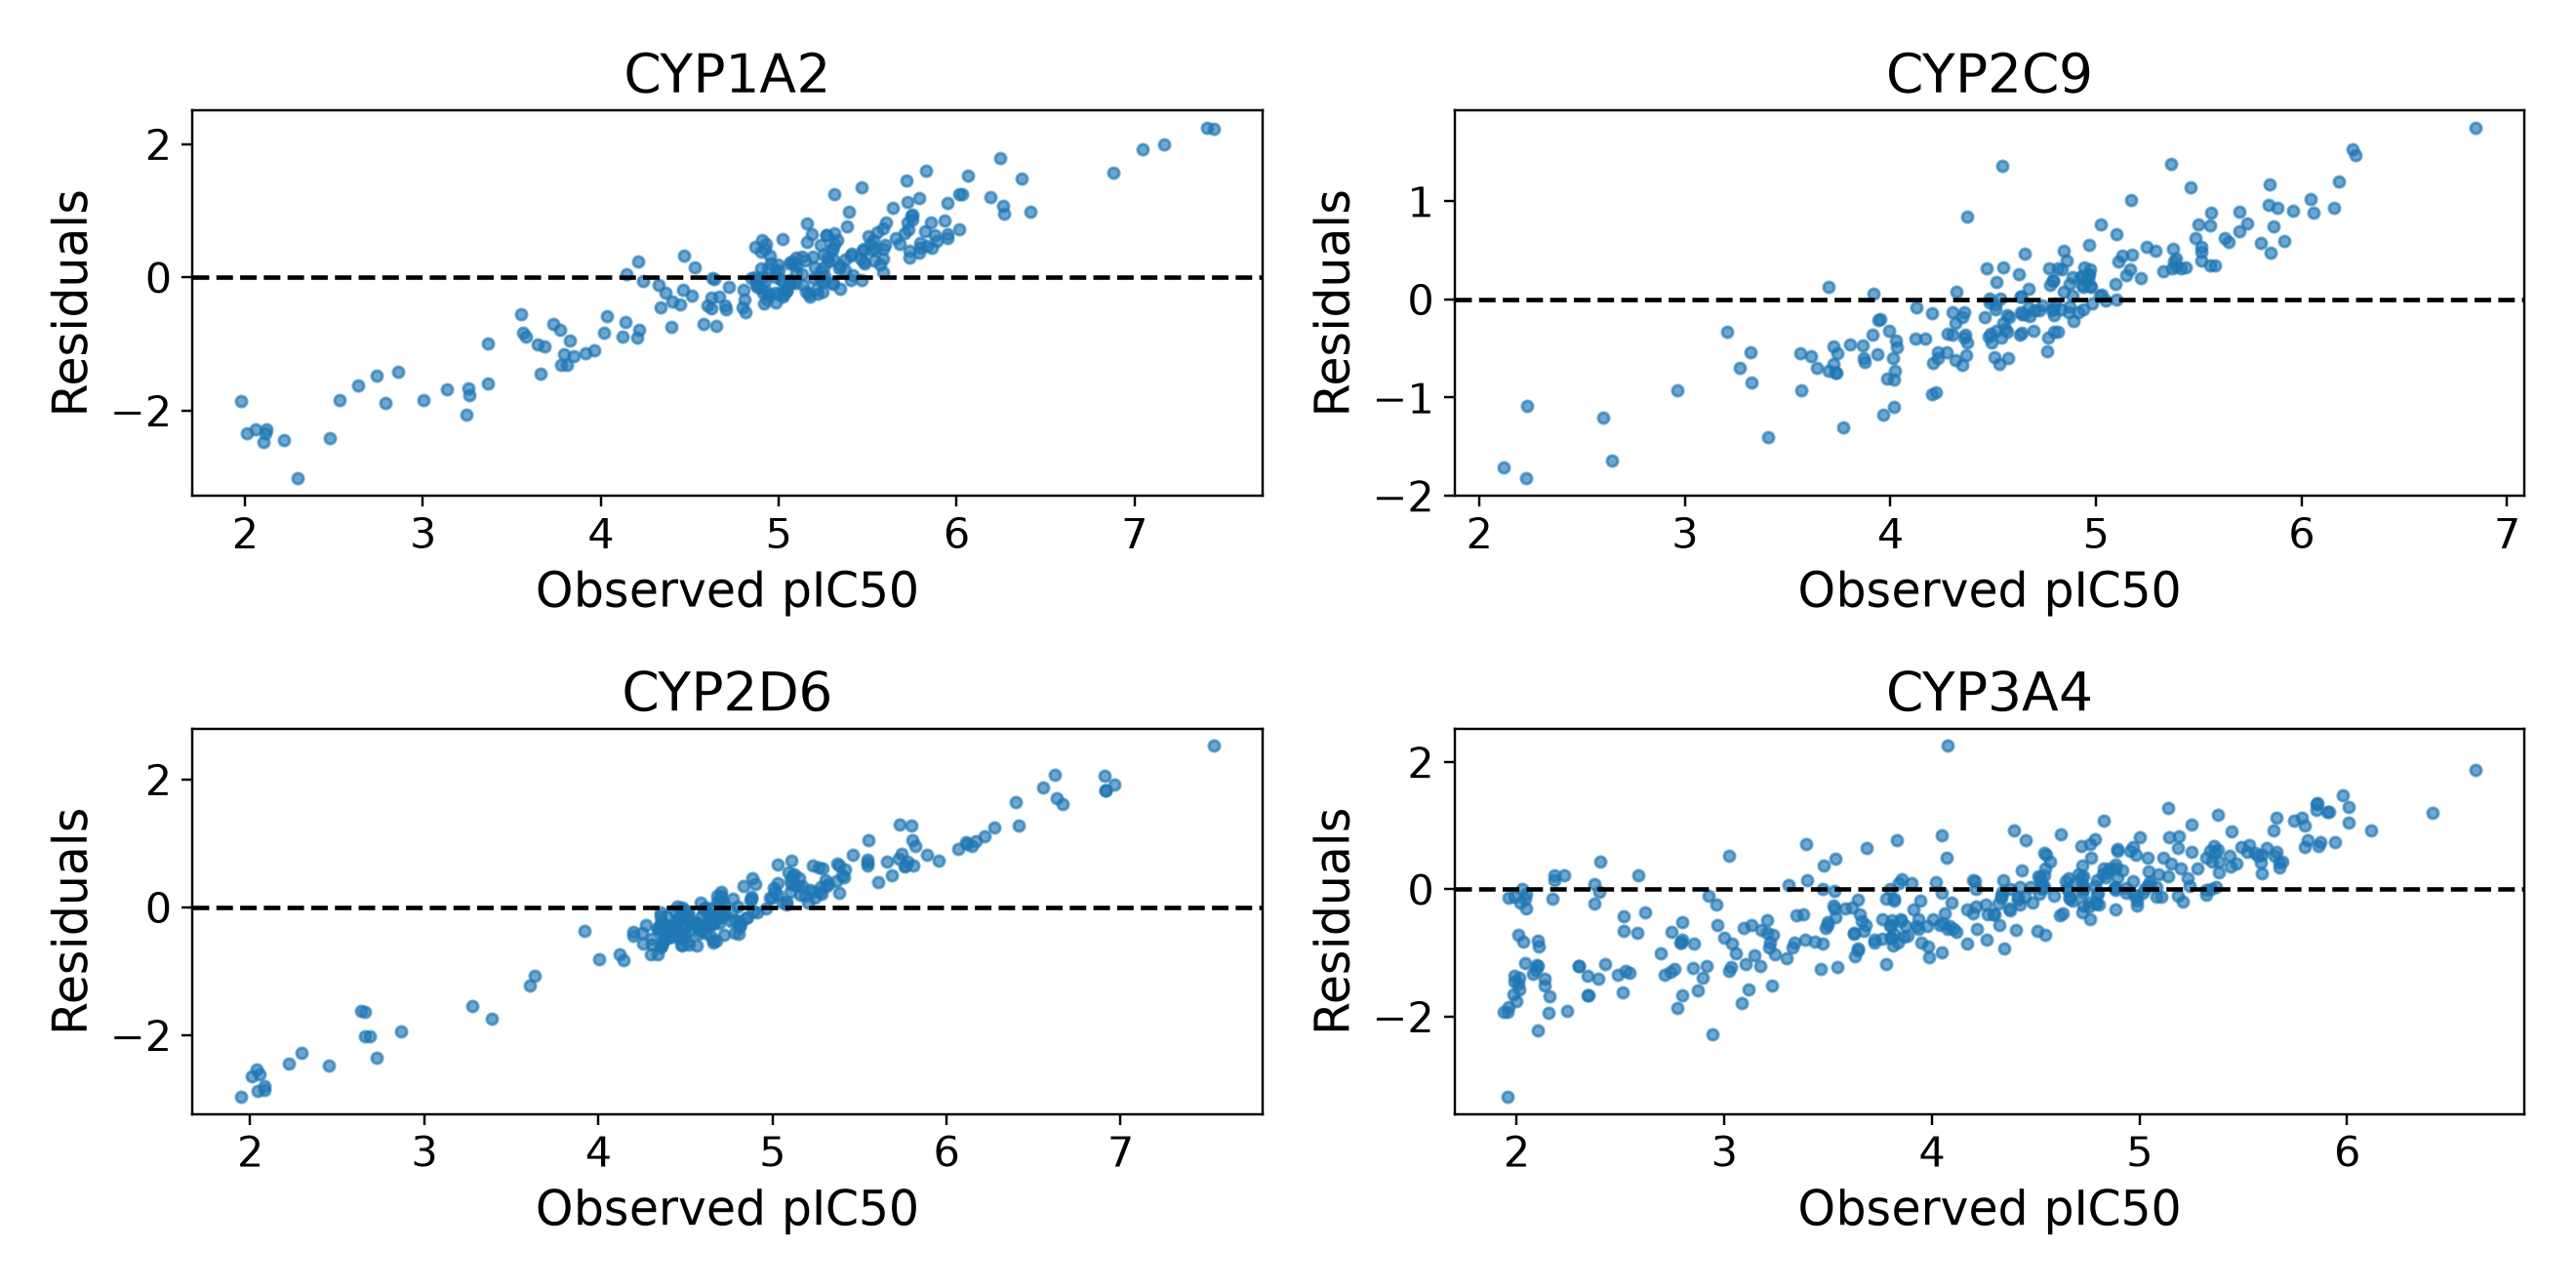 CYP1A2
2
0
−2
Residuals
2 3 4 5 6 7
Observed pIC50
CYP2C9
1
0
−1
−2
Residuals
2 3 4 5 6 7
Observed pIC50
CYP2D6
2
0
−2
Residuals
2 3 4 5 6 7
Observed pIC50
CYP3A4
2
0
−2
Residuals
2 3 4 5 6
Observed pIC50